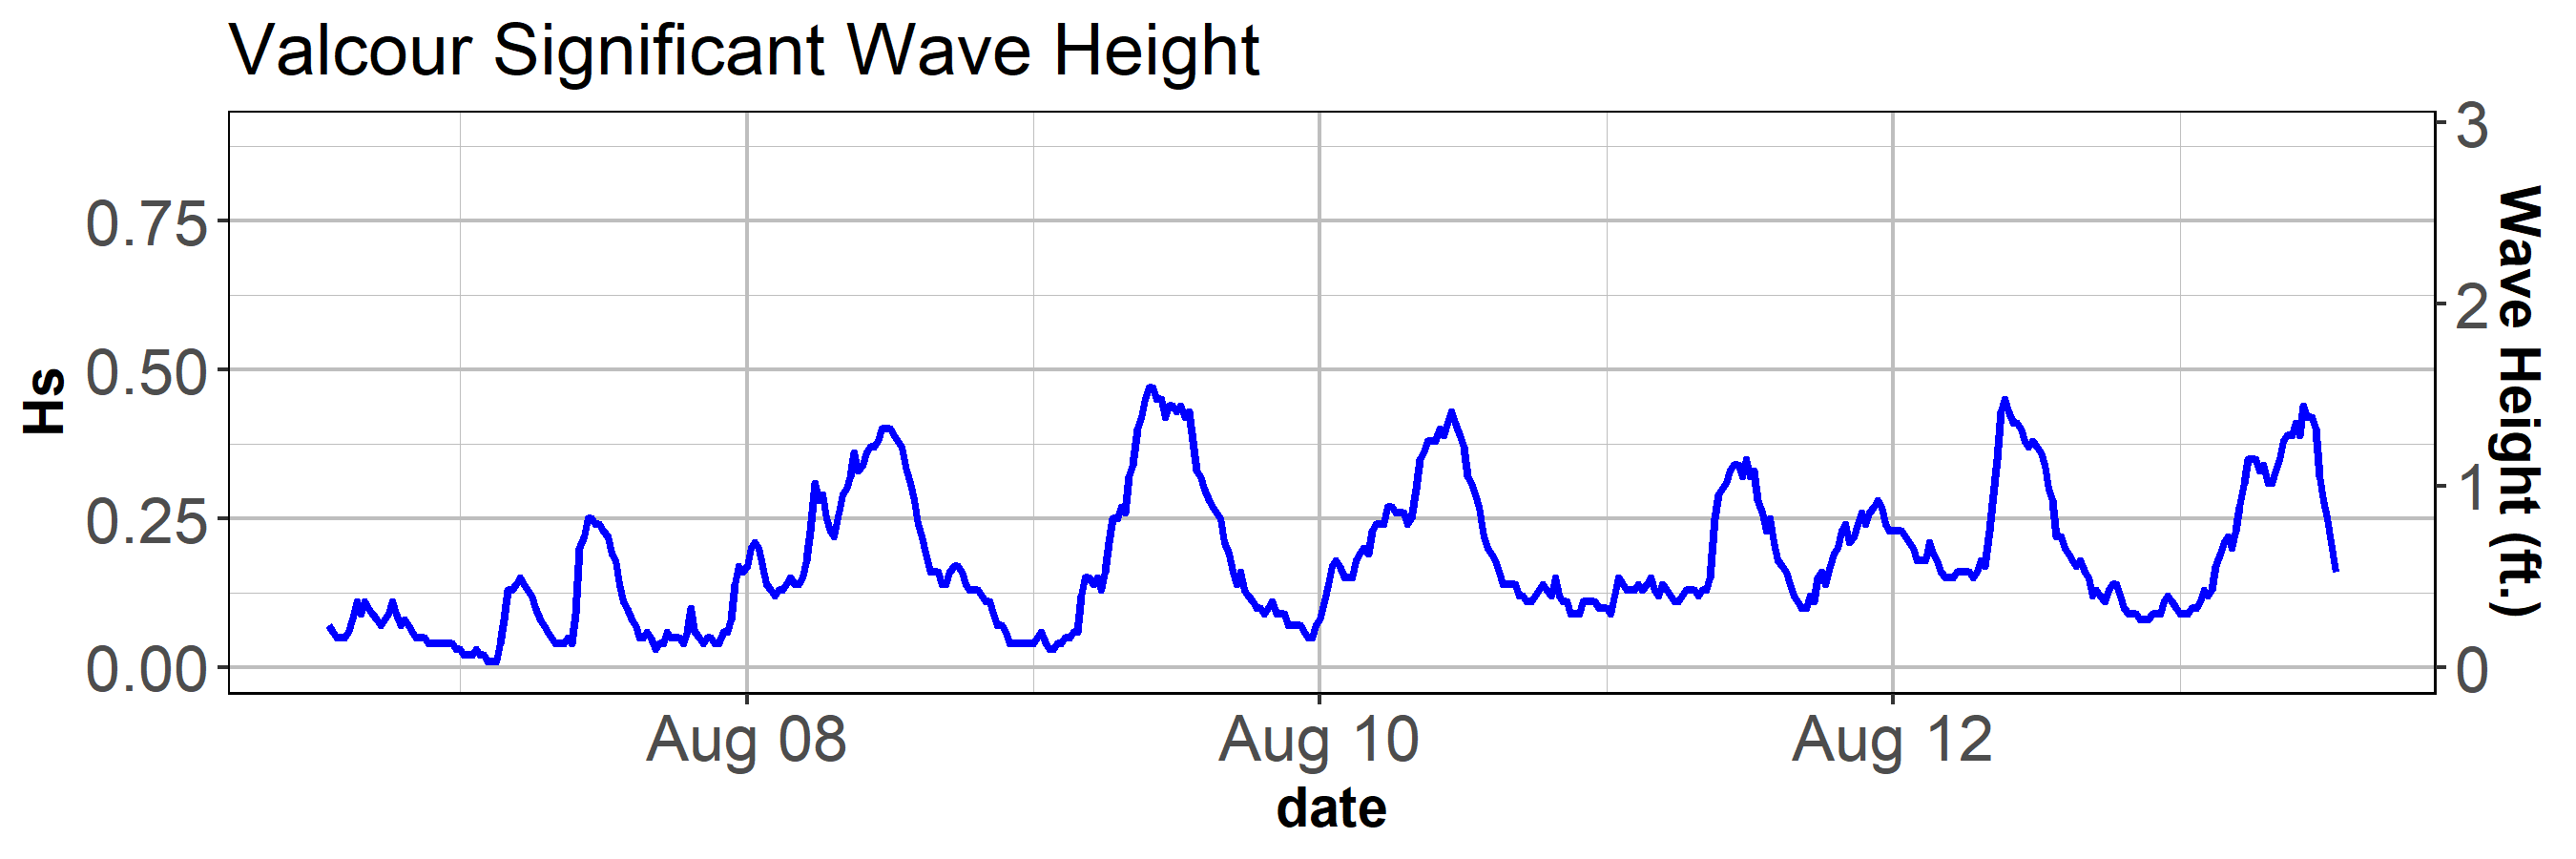 Valcour Significant Wave Height
Hs
0.75
0.50
0.25
0.00
3
2
1
0
Wave Height (ft.)
Aug 08 Aug 10 Aug 12
date